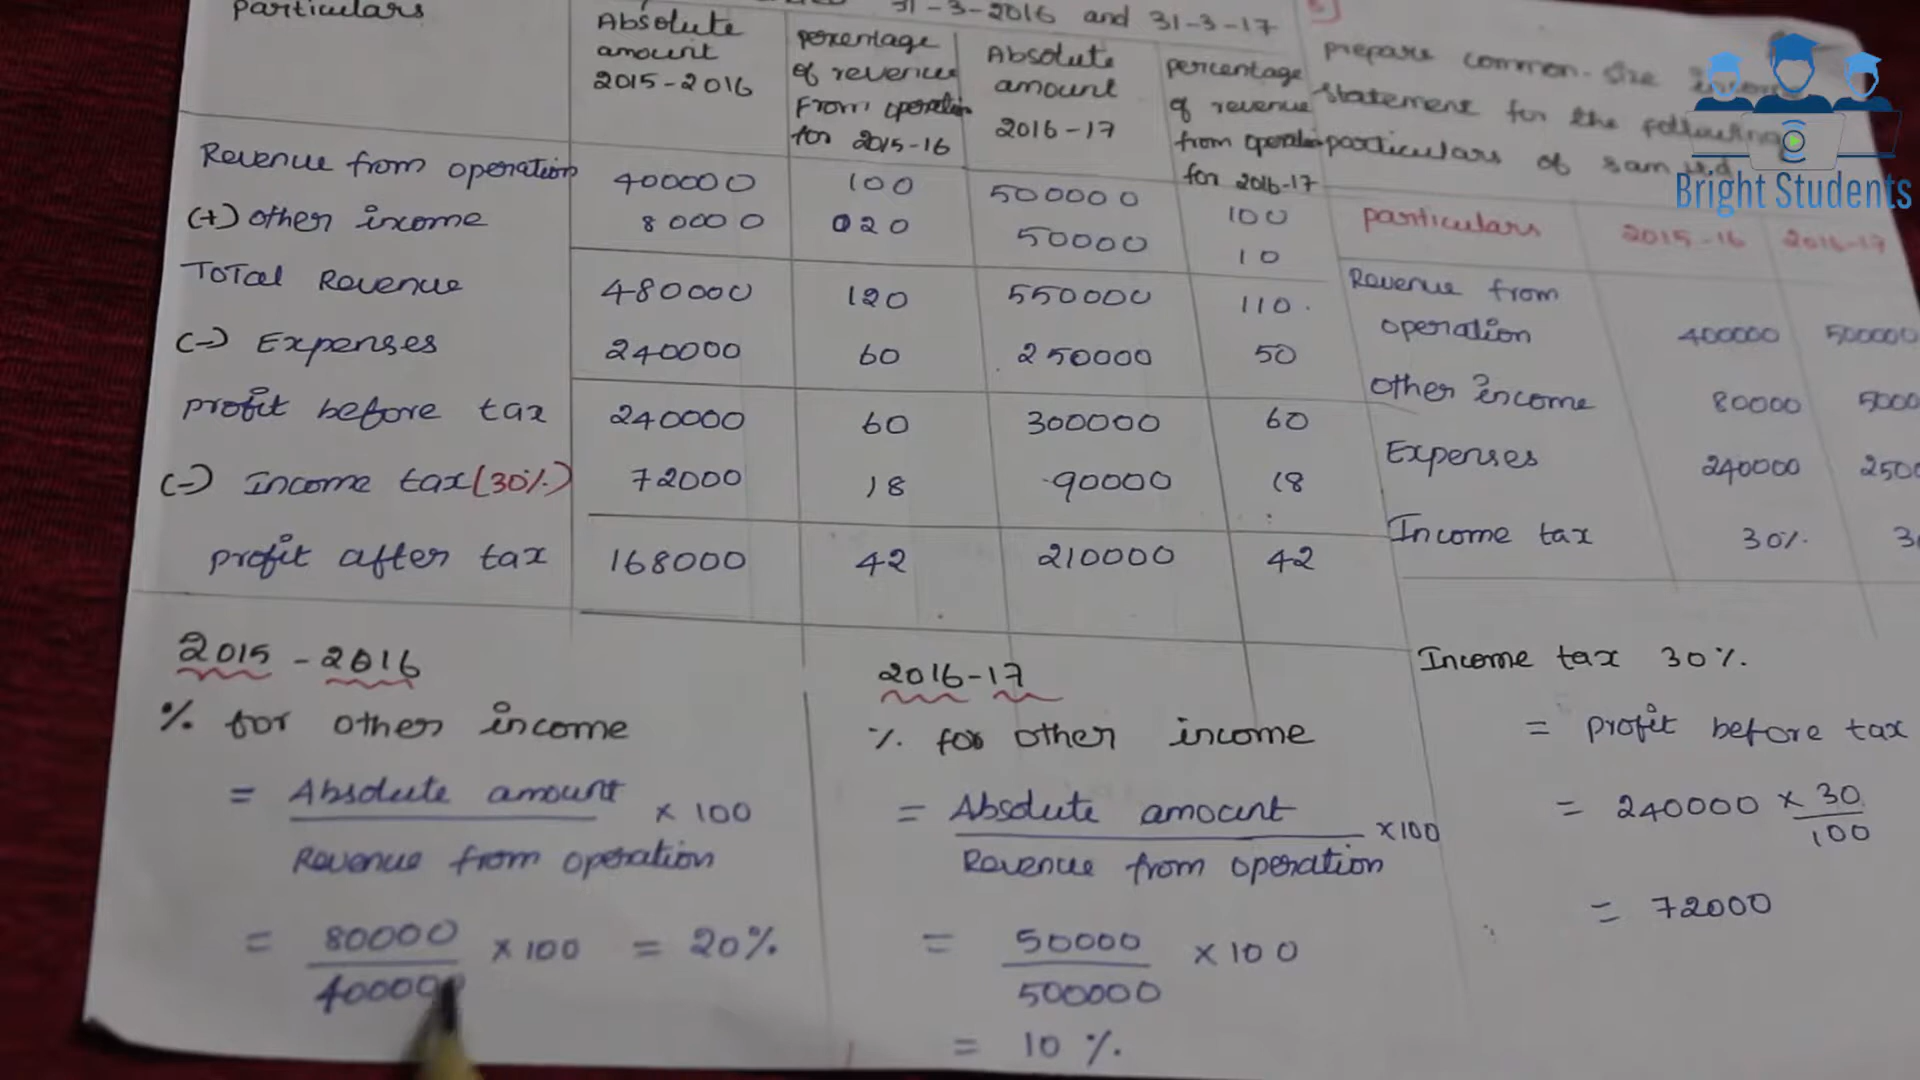 31-3-2016 and 31-3-17
particulars
Absolute amount 2015-2016
percentage of revenue From operation for 2015-16
Absolute amount 2016-17
percentage of revenue from operation for 2016-17
Revenue from operation 400000 100 500000 100
(+) other income 80000 020 50000 10
TOTal Revenue 480000 120 550000 110
(-) Expenses 240000 60 250000 50
profit before tax 240000 60 300000 60
(-) Income tax (30%) 72000 18 90000 18
profit after tax 168000 42 210000 42
2015 - 2016
% for other income
= Absolute amount
Revenue from operation
× 100
= 80000
40000
× 100 = 20%
2016-17
% for other income
= Absolute amount
Revenue from operation
×100
= 50000
500000
× 100
= 10 %
prepare common-size
statement for the following
particulars of sam
particulars 2015-16 2016-17
Revenue from
operation 400000 500000
Other income 80000 5000
Expenses 240000 250
Income tax 30% 3
Income tax 30%
= profit before tax
= 240000 × 30
100
= 72000
Bright Students